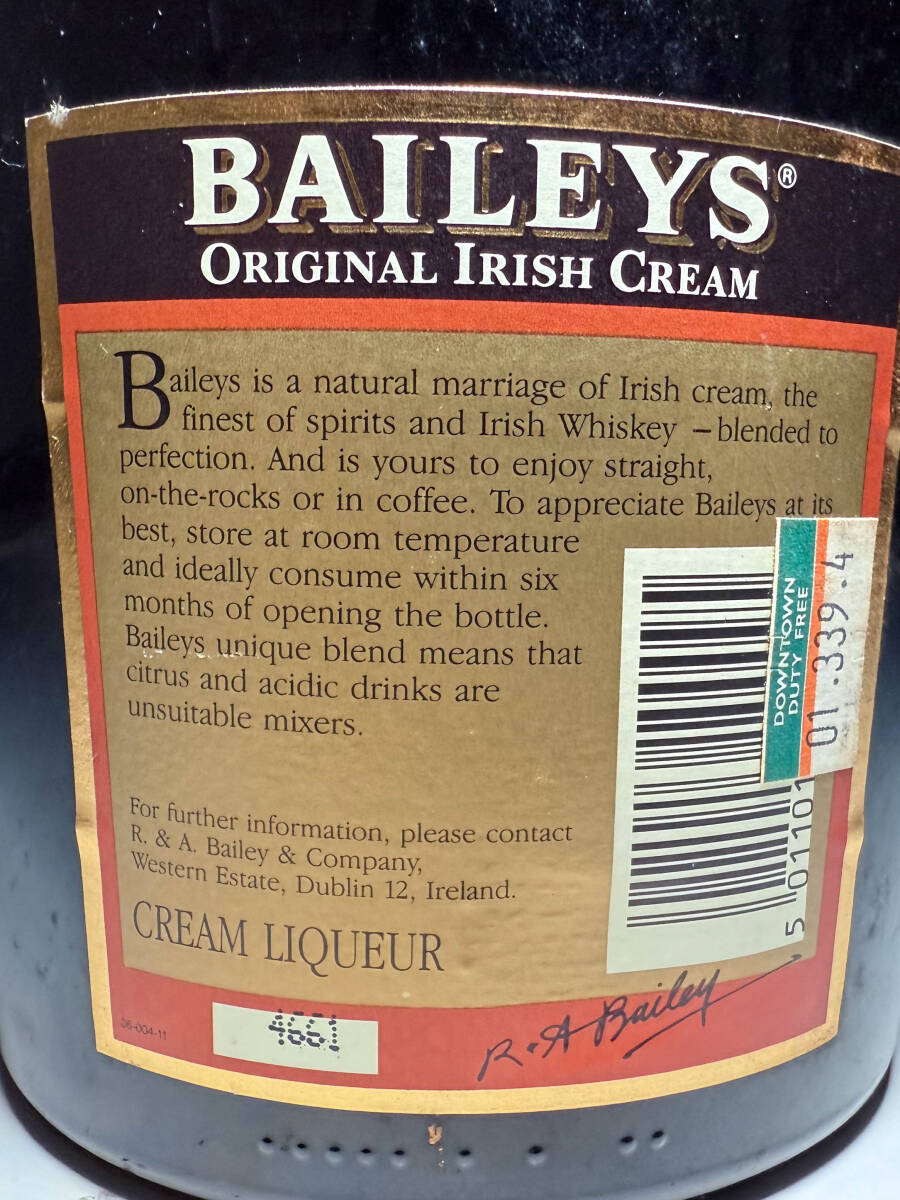 BAILEYS®
ORIGINAL IRISH CREAM
Baileys is a natural marriage of Irish cream, the
finest of spirits and Irish Whiskey – blended to
perfection. And is yours to enjoy straight,
on-the-rocks or in coffee. To appreciate Baileys at its
best, store at room temperature
and ideally consume within six
months of opening the bottle.
Baileys unique blend means that
citrus and acidic drinks are
unsuitable mixers.
DOWNTOWN
DUTY FREE
01.339.4
5 01101
For further information, please contact
R. & A. Bailey & Company,
Western Estate, Dublin 12, Ireland.
CREAM LIQUEUR
R·A Bailey
06-004-11
4661